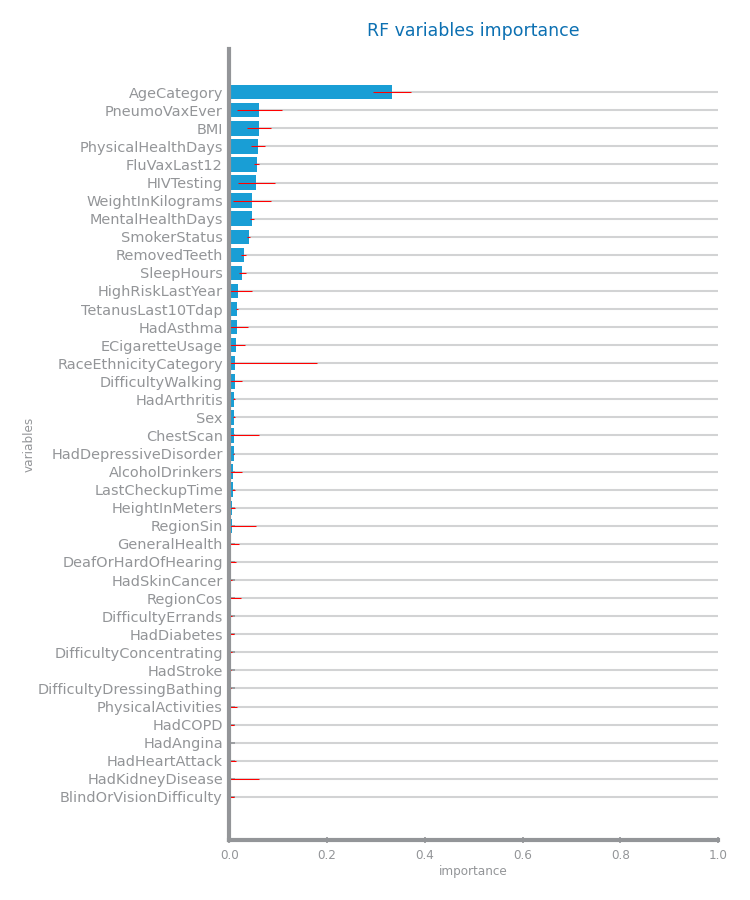 RF variables importance
AgeCategory
PneumoVaxEver
BMI
PhysicalHealthDays
FluVaxLast12
HIVTesting
WeightInKilograms
MentalHealthDays
SmokerStatus
RemovedTeeth
SleepHours
HighRiskLastYear
TetanusLast10Tdap
HadAsthma
ECigaretteUsage
RaceEthnicityCategory
DifficultyWalking
HadArthritis
Sex
ChestScan
HadDepressiveDisorder
AlcoholDrinkers
LastCheckupTime
HeightInMeters
RegionSin
GeneralHealth
DeafOrHardOfHearing
HadSkinCancer
RegionCos
DifficultyErrands
HadDiabetes
DifficultyConcentrating
HadStroke
DifficultyDressingBathing
PhysicalActivities
HadCOPD
HadAngina
HadHeartAttack
HadKidneyDisease
BlindOrVisionDifficulty
variables
0.0 0.2 0.4 0.6 0.8 1.0
importance